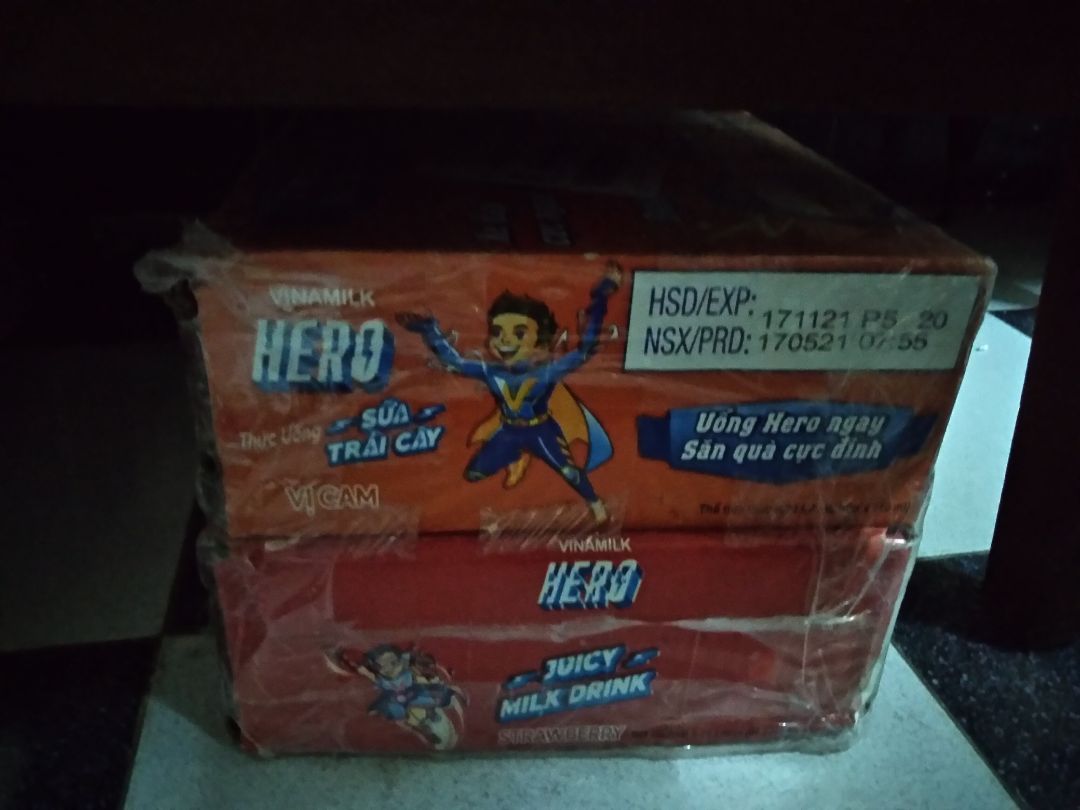 VINAMILK
HERO
Thức Uống
SỮA
TRÁI CÂY
VỊ CAM
HSD/EXP: 171121 P5 20
NSX/PRD: 170521 07:55
Uống Hero ngay
Săn quà cực đỉnh
VINAMILK
HERO
JUICY
MILK DRINK
STRAWBERRY